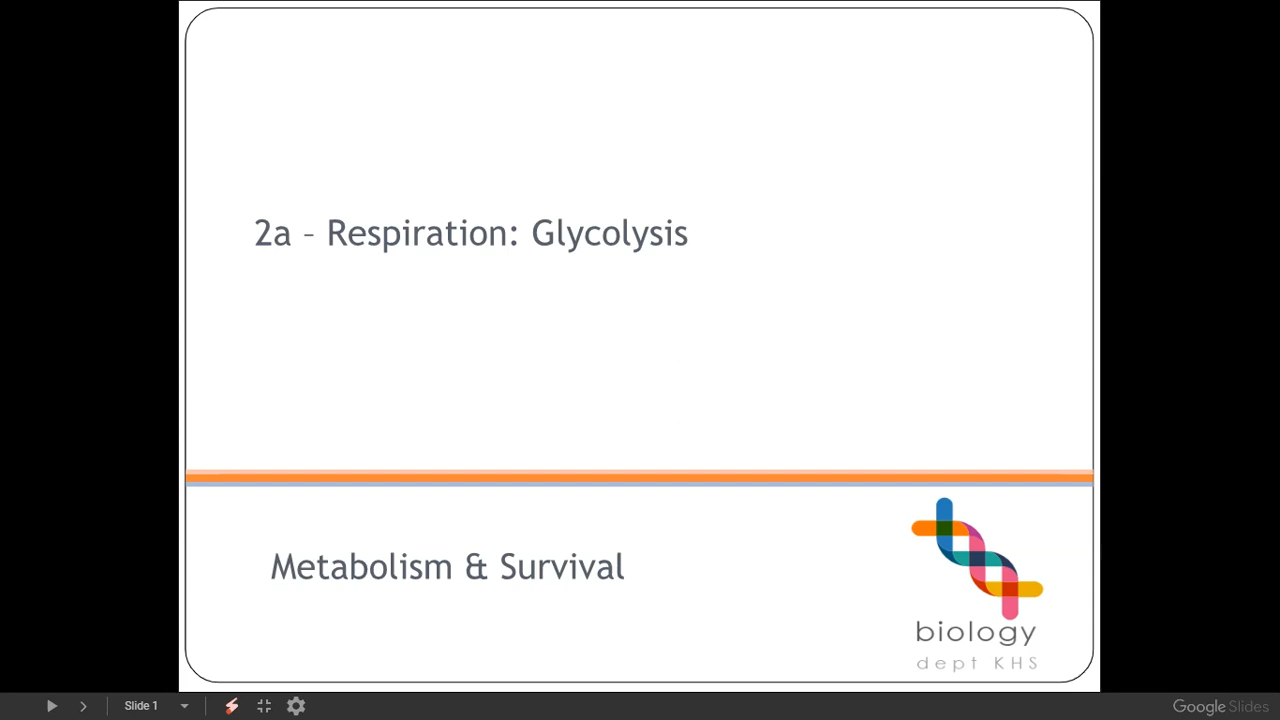 2a – Respiration: Glycolysis
Metabolism & Survival
biology
dept KHS
Slide 1
Google Slides